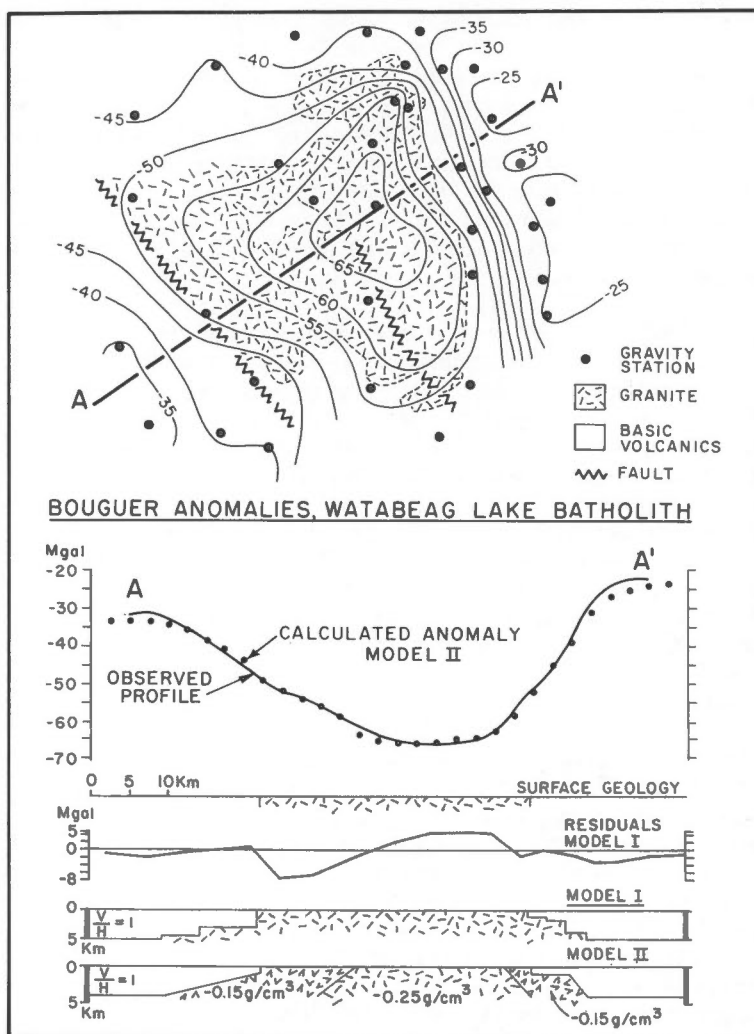 -35
-30
-25
-40
A'
-45
-30
-50
-45
-40
65
60
55
-25
A
-35
GRAVITY
STATION
GRANITE
BASIC
VOLCANICS
FAULT
BOUGUER ANOMALIES, WATABEAG LAKE BATHOLITH
Mgal
-20
-30
-40
-50
-60
-70
A
A'
CALCULATED ANOMALY
MODEL II
OBSERVED
PROFILE
0 5 10Km
SURFACE GEOLOGY
Mgal
5
0
-8
RESIDUALS
MODEL I
MODEL I
0
5
Km
V/H = 1
MODEL II
0
5
Km
V/H = 1
-0.15g/cm³
-0.25g/cm³
-0.15g/cm³